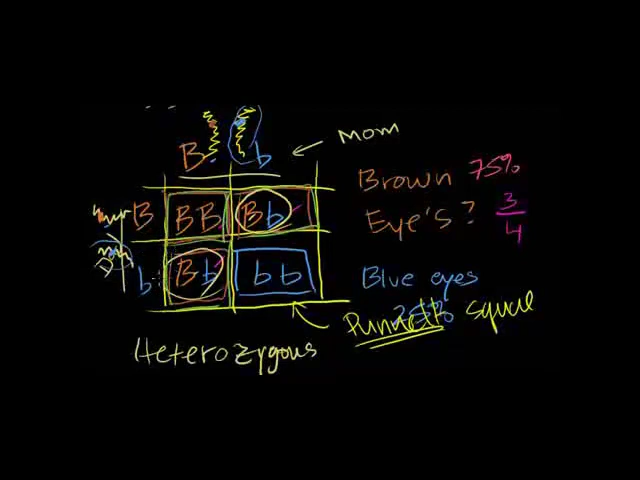 Mom
B b
Brown 75%
B BB Bb
Eye's? 3/4
D
b Bb bb
Blue eyes
25%
Punnett square
Heterozygous